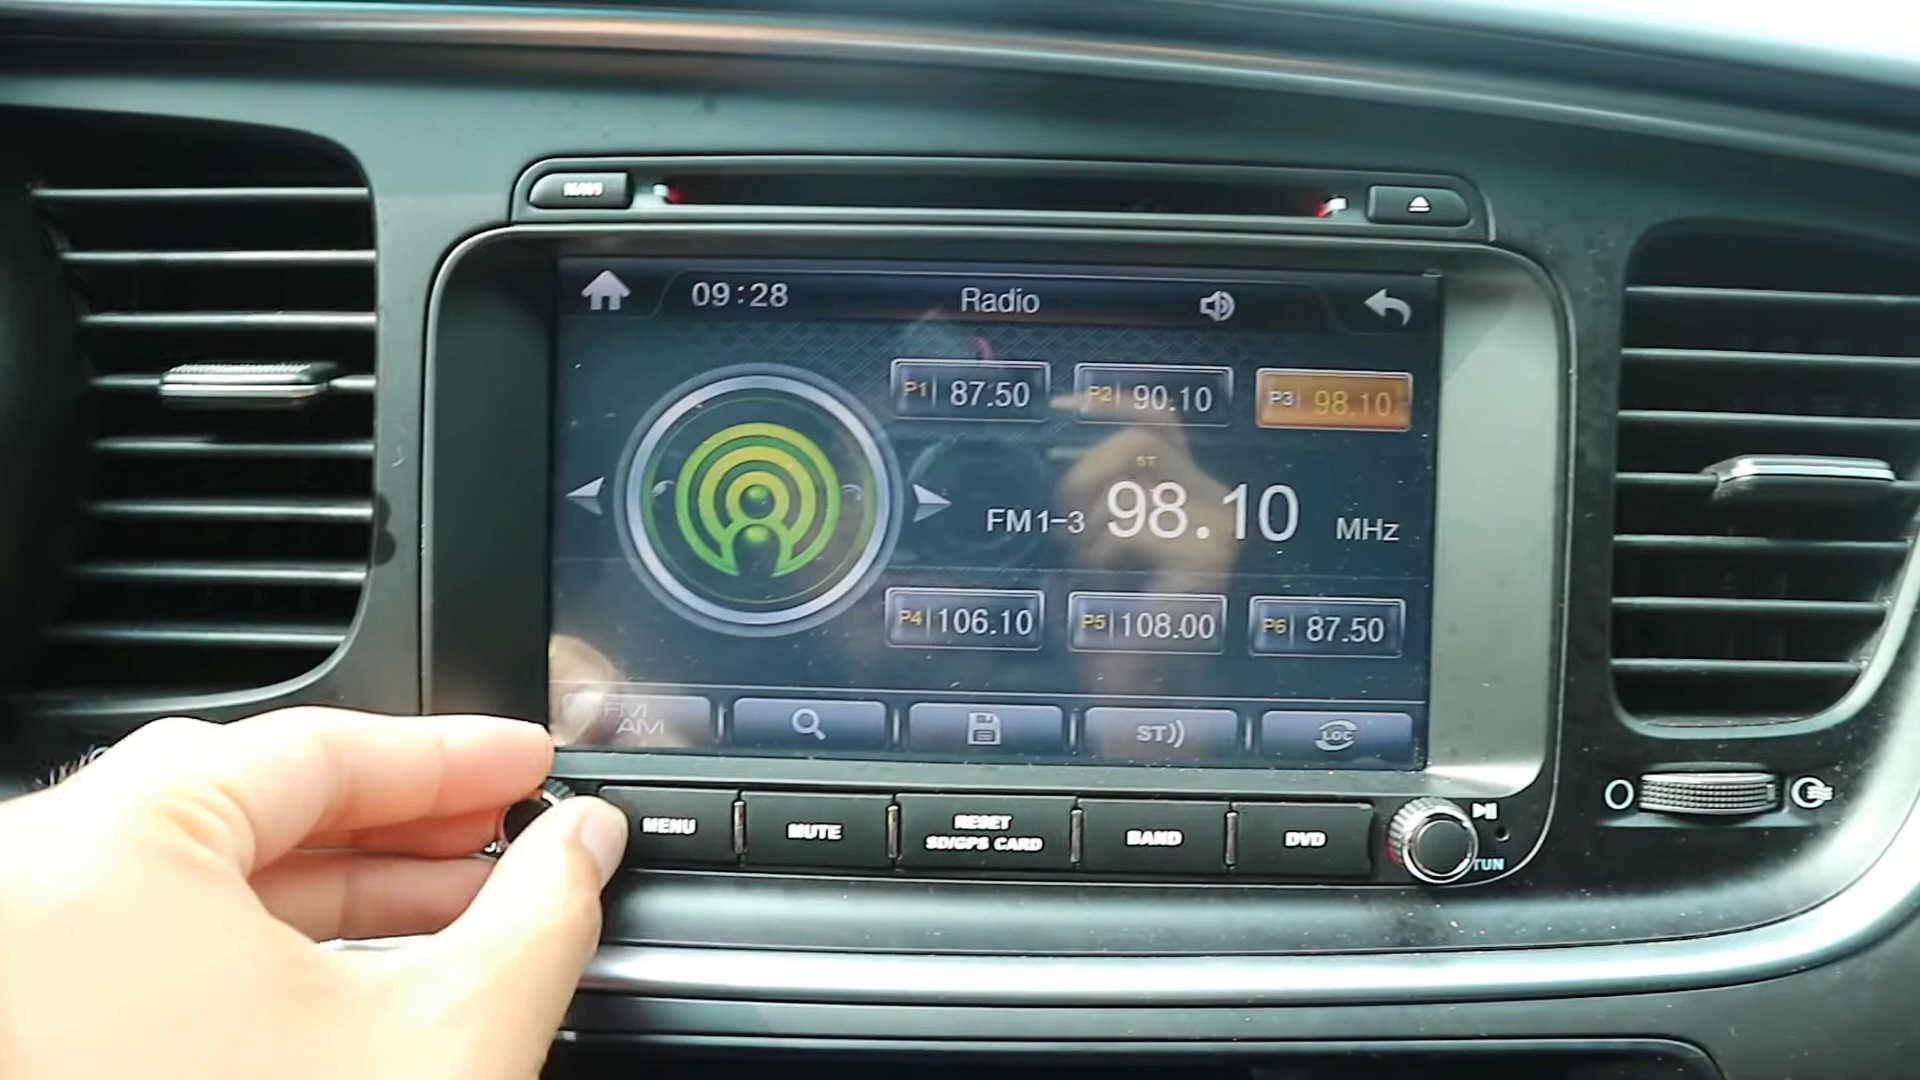 NAVI
09:28 Radio
P1 87.50 P2 90.10 P3 98.10
ST
FM1-3 98.10 MHz
P4 106.10 P5 108.00 P6 87.50
FM
AM ST LOC
MENU MUTE RESET
SD/GPS CARD BAND DVD
TUN